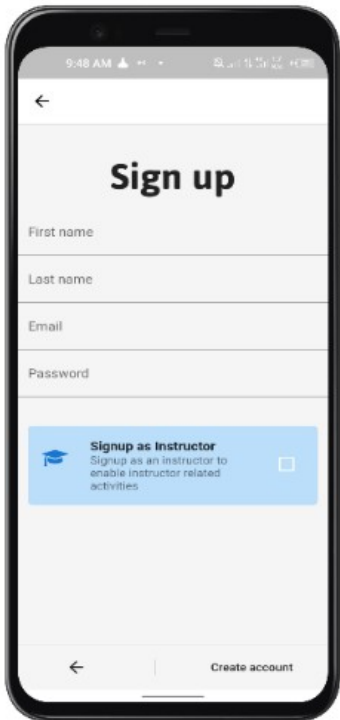 9:48 AM
Sign up
First name
Last name
Email
Password
Signup as Instructor
Signup as an instructor to
enable instructor related
activities
Create account